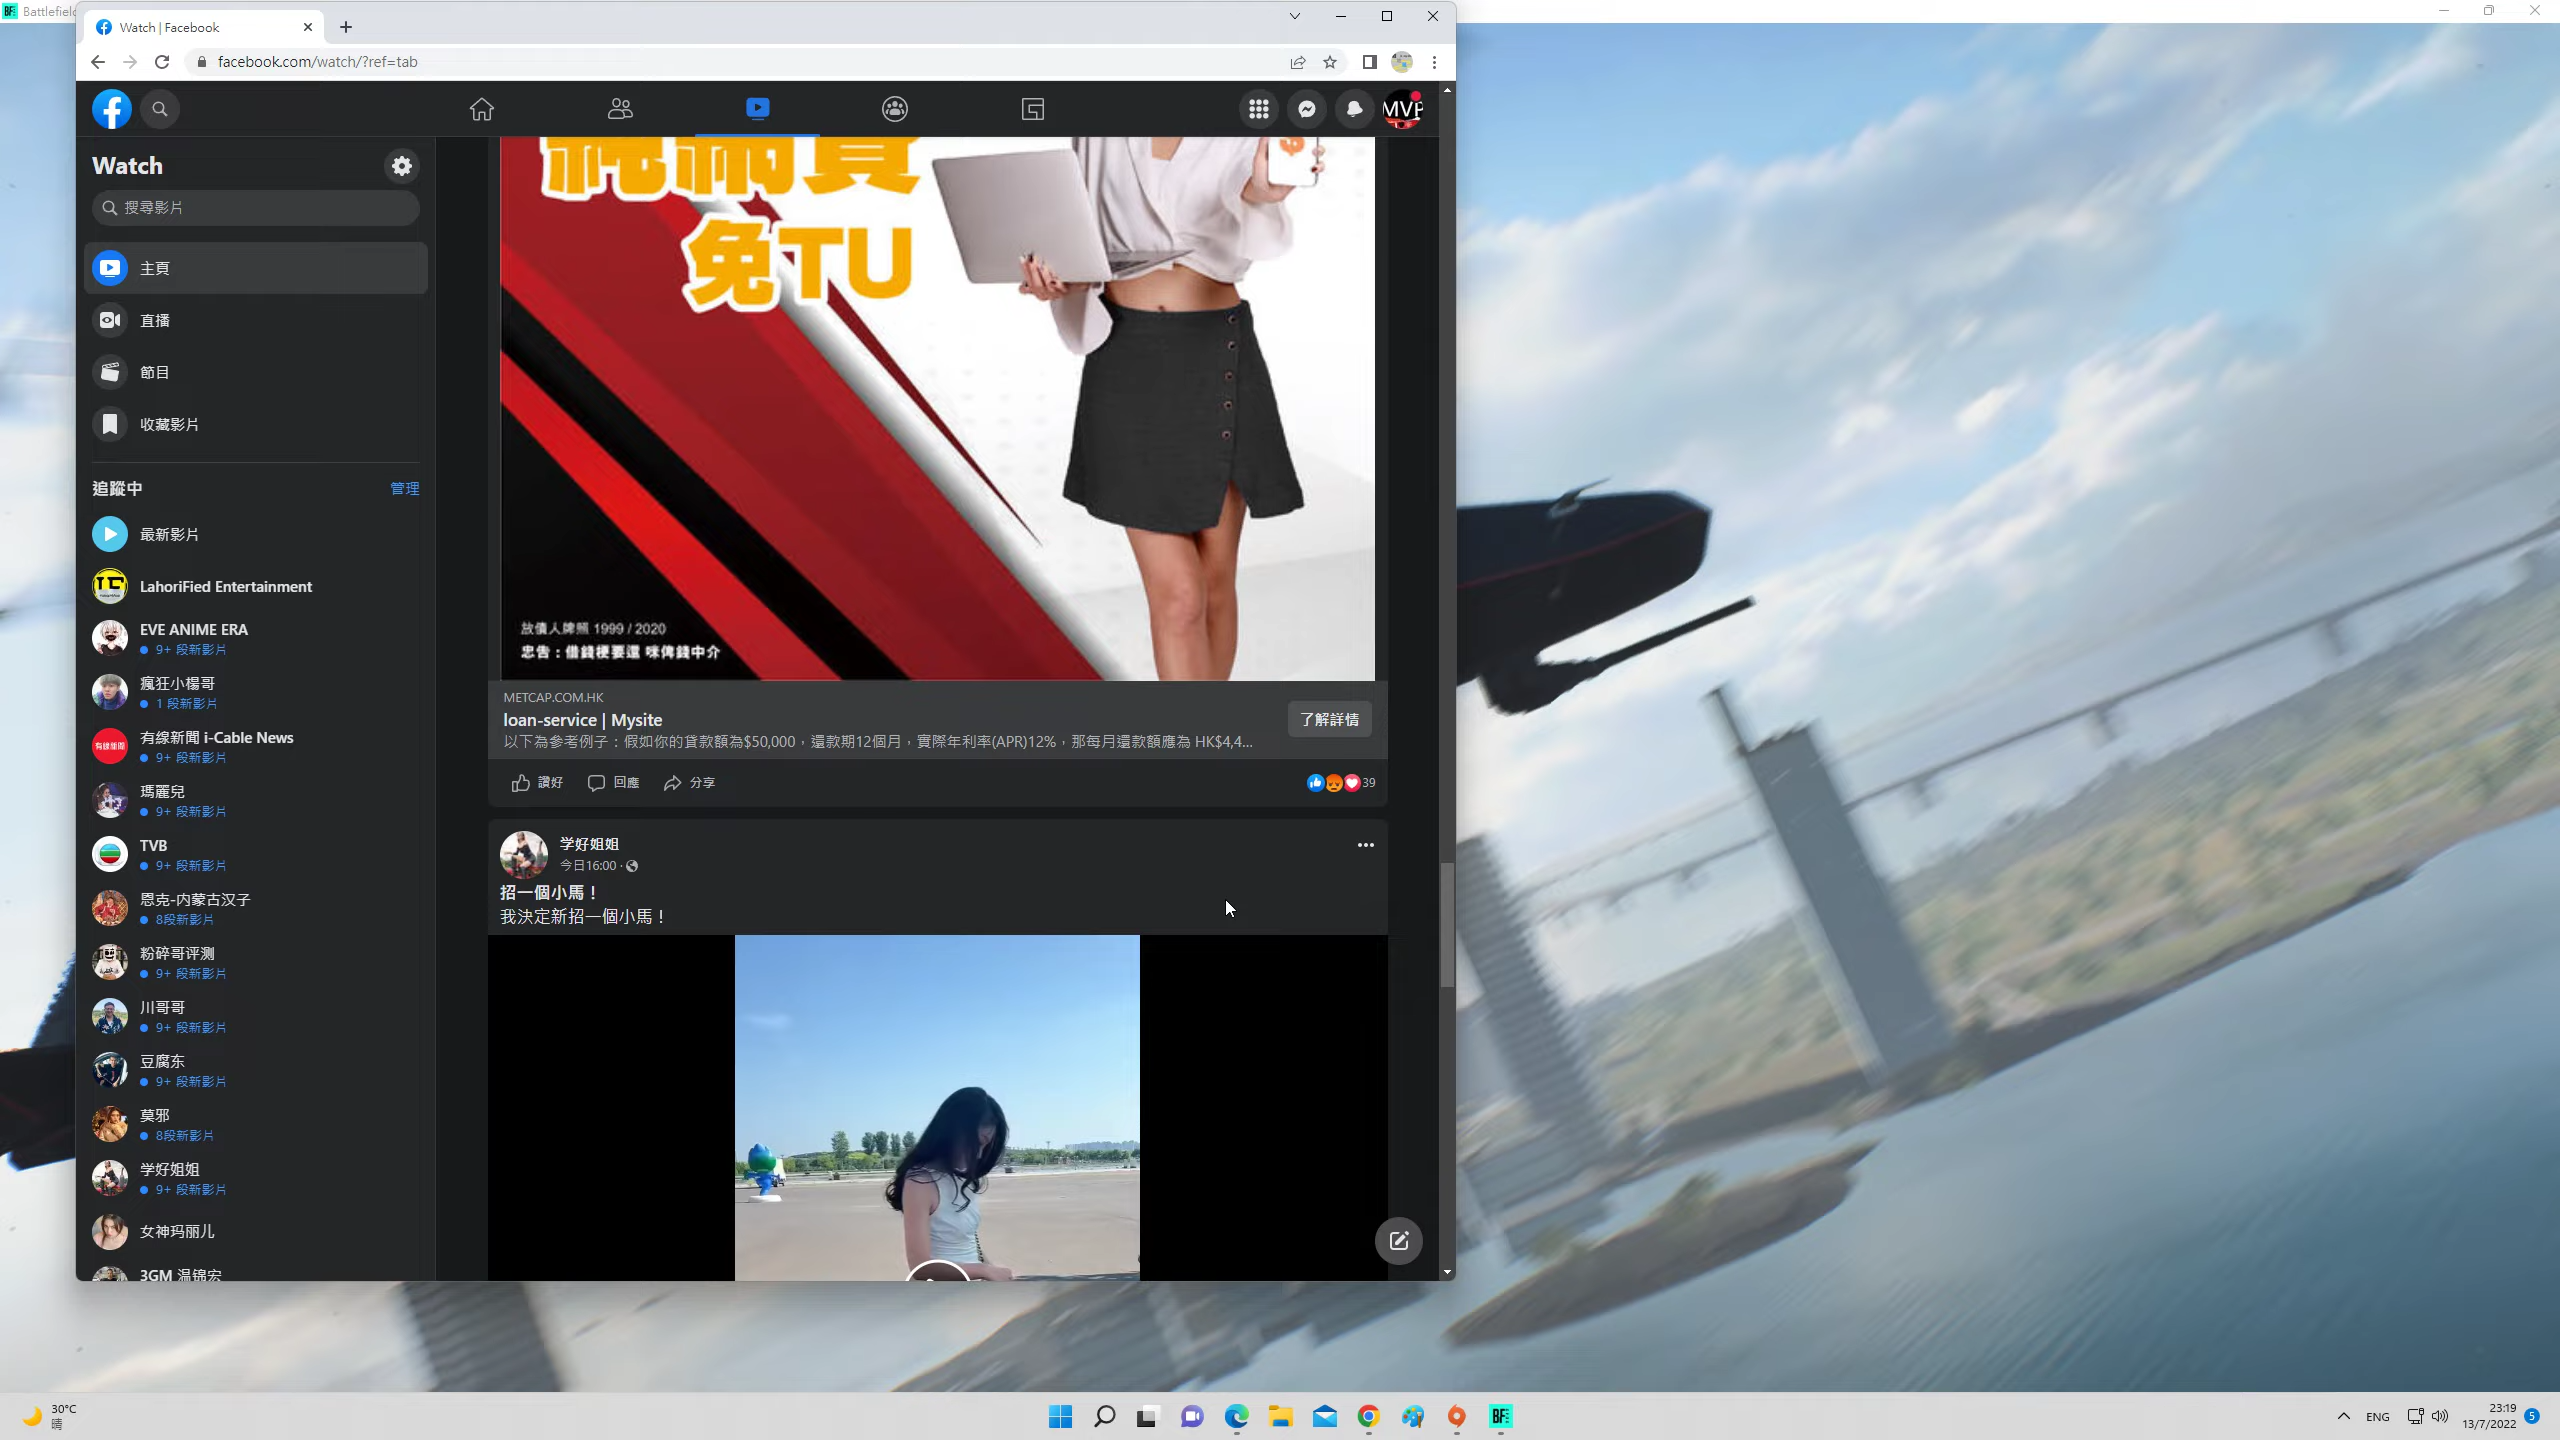 Battlefield
Watch | Facebook
facebook.com/watch/?ref=tab
MVP
Watch
搜尋影片
主頁
直播
節目
收藏影片
追蹤中
管理
最新影片
LahoriFied Entertainment
EVE ANIME ERA
9+ 段新影片
瘋狂小楊哥
1 段新影片
有線新聞
有線新聞 i-Cable News
9+ 段新影片
瑪麗兒
9+ 段新影片
TVB
9+ 段新影片
恩克-内蒙古汉子
8段新影片
粉碎哥评测
9+ 段新影片
川哥哥
9+ 段新影片
豆腐东
9+ 段新影片
莫邪
8段新影片
学好姐姐
9+ 段新影片
女神玛丽儿
3GM 温锦宏
免TU
放債人牌照 1999 / 2020
忠告：借錢梗要還 咪俾錢中介
METCAP.COM.HK
loan-service | Mysite
以下為參考例子：假如你的貸款額為$50,000，還款期12個月，實際年利率(APR)12%，那每月還款額應為 HK$4,4...
了解詳情
讚好
回應
分享
39
学好姐姐
今日16:00 ·
招一個小馬！
我決定新招一個小馬！
30°C
晴
BF
ENG
23:19
13/7/2022
5